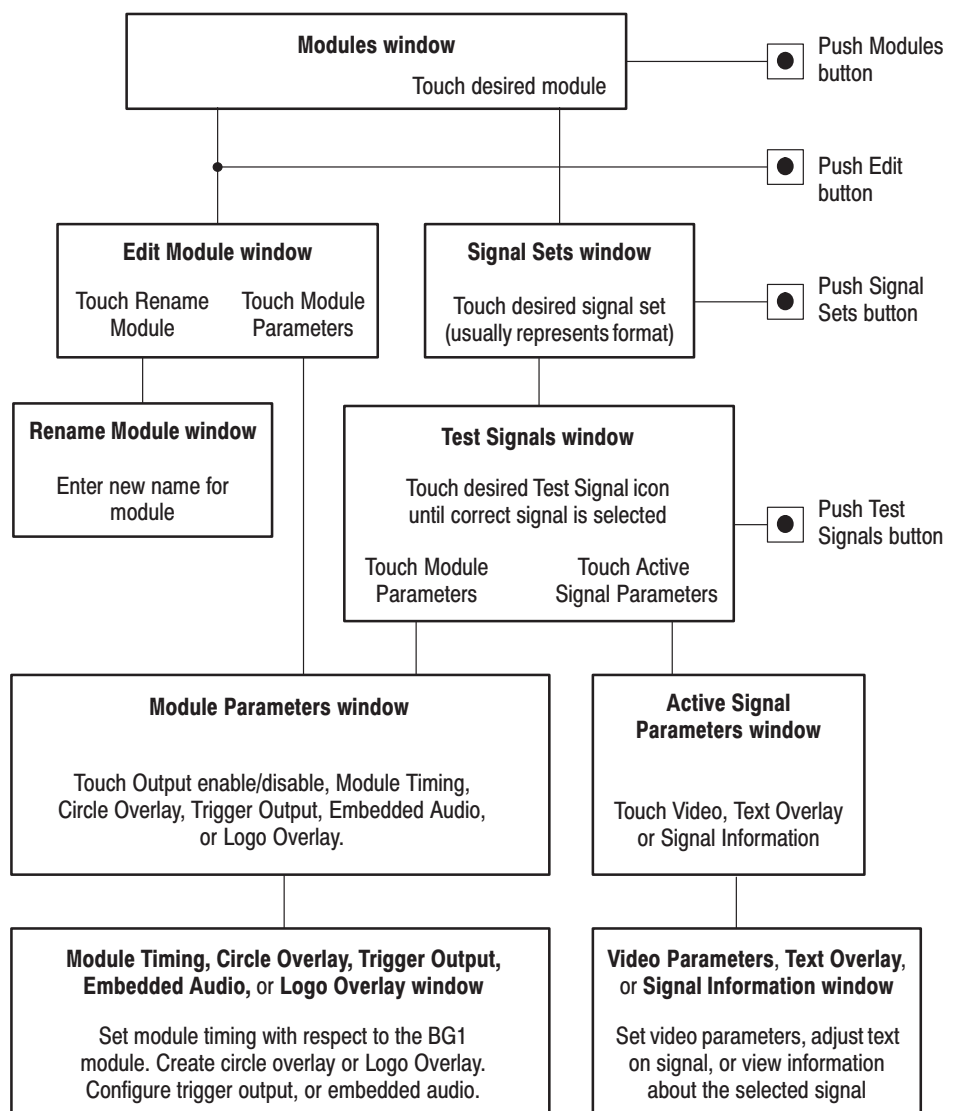 Modules window
Touch desired module
Push Modules
button
Push Edit
button
Edit Module window
Touch Rename
Module
Touch Module
Parameters
Signal Sets window
Touch desired signal set
(usually represents format)
Push Signal
Sets button
Rename Module window
Enter new name for
module
Test Signals window
Touch desired Test Signal icon
until correct signal is selected
Touch Module
Parameters
Touch Active
Signal Parameters
Push Test
Signals button
Module Parameters window
Touch Output enable/disable, Module Timing,
Circle Overlay, Trigger Output, Embedded Audio,
or Logo Overlay.
Active Signal
Parameters window
Touch Video, Text Overlay
or Signal Information
Module Timing, Circle Overlay, Trigger Output,
Embedded Audio, or Logo Overlay window
Set module timing with respect to the BG1
module. Create circle overlay or Logo Overlay.
Configure trigger output, or embedded audio.
Video Parameters, Text Overlay,
or Signal Information window
Set video parameters, adjust text
on signal, or view information
about the selected signal